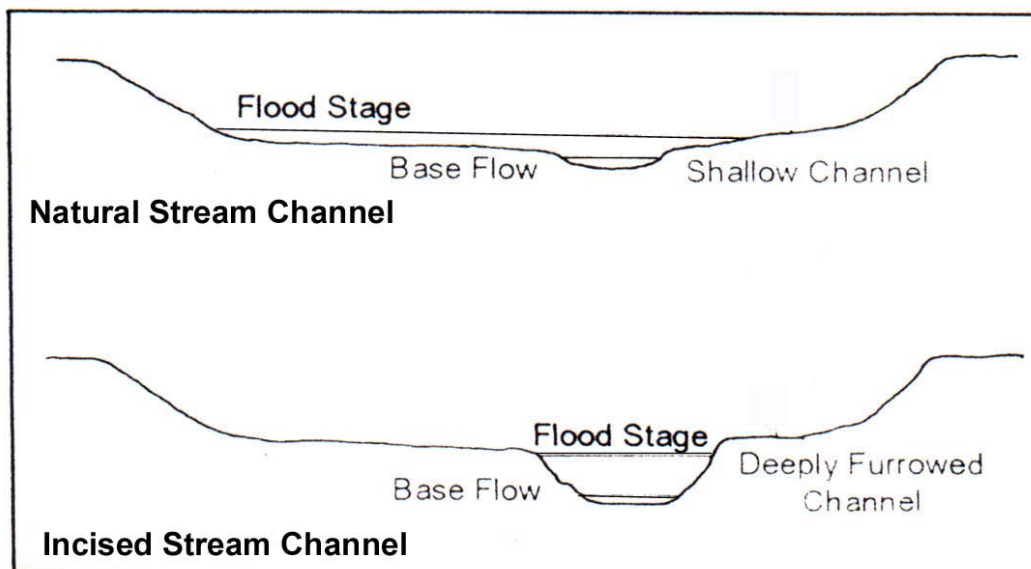 Flood Stage
Base Flow
Shallow Channel
Natural Stream Channel
Flood Stage
Base Flow
Deeply Furrowed
Channel
Incised Stream Channel